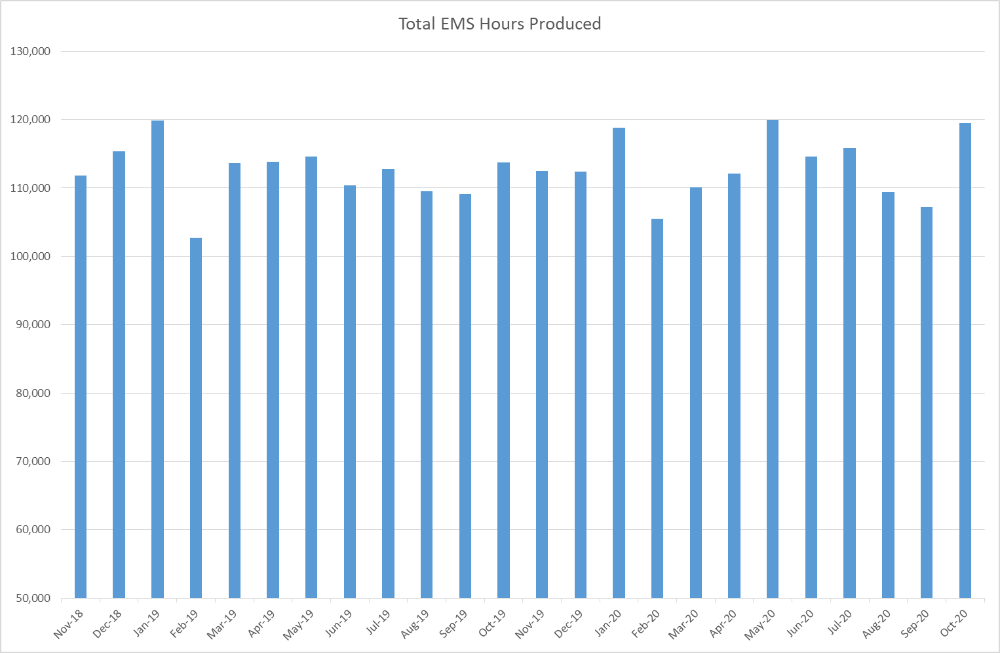 Total EMS Hours Produced
130,000
120,000
110,000
100,000
90,000
80,000
70,000
60,000
50,000
Nov-18
Dec-18
Jan-19
Feb-19
Mar-19
Apr-19
May-19
Jun-19
Jul-19
Aug-19
Sep-19
Oct-19
Nov-19
Dec-19
Jan-20
Feb-20
Mar-20
Apr-20
May-20
Jun-20
Jul-20
Aug-20
Sep-20
Oct-20